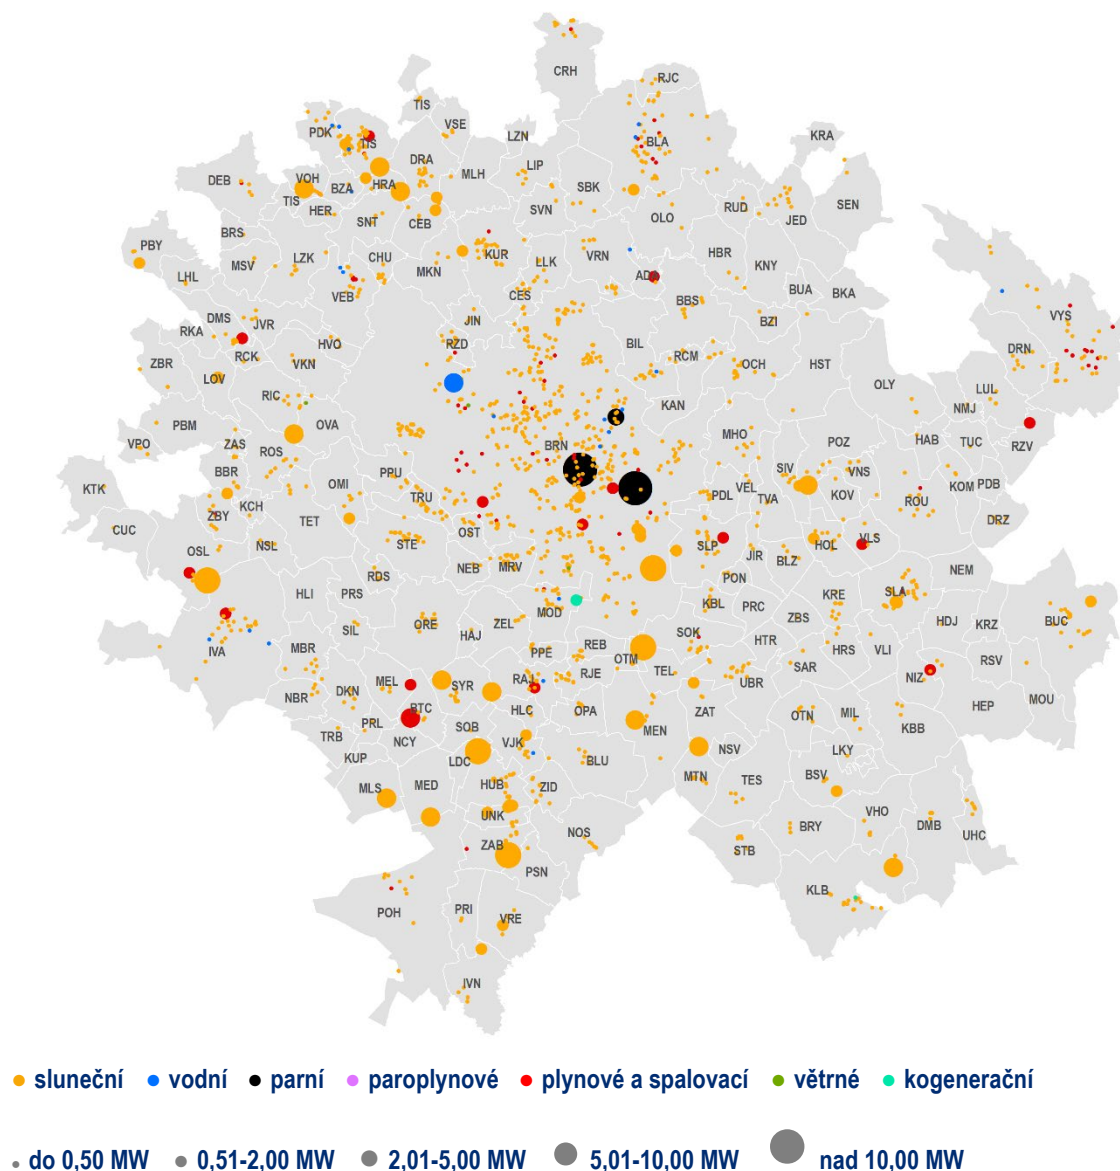 CRH
RJC
TIS
VSE
LZN
KRA
PDK
TIS
BLA
DRA
LIP
MLH
DEB
VOH
BZA
HRA
SBK
SEN
TIS
HER
SVN
OLO
RUD
JED
SNT
CEB
BRS
PBY
LZK
CHU
KUR
VRN
HBR
MSV
MKN
LLK
KNY
LHL
VEB
CES
ADA
BUA
BKA
BBS
DMS
JVR
JIN
BZI
VYS
RKA
HVO
RZD
BIL
ZBR
RCK
VKN
RCM
OCH
HST
DRN
LOV
OLY
LUL
RIC
KAN
NMJ
PBM
OVA
MHO
HAB
TUC
RZV
VPO
ZAS
ROS
BRN
POZ
BBR
PPU
SIV
VNS
KTK
OMI
VEL
KOM
PDB
TRU
PDL
TVA
KOV
ROU
KCH
ZBY
TET
DRZ
CUC
OST
OSL
NSL
STE
SLP
JIR
BLZ
HOL
VLS
NEB
MRV
NEM
RDS
PON
HLI
PRS
KBL
PRC
KRE
SLA
MOD
ZBS
HDJ
KRZ
BUC
SIL
ORE
HAJ
ZEL
SOK
HTR
IVA
MBR
PPE
REB
HRS
VLI
OTM
RSV
SAR
NBR
DKN
MEL
SYR
RAJ
RJE
TEL
UBR
NIZ
MOU
PTC
HLC
OPA
ZAT
HEP
PRL
SOB
MEN
OTN
MIL
KBB
TRB
NCY
VJK
NSV
KUP
LDC
BLU
LKY
MLS
MED
HUB
ZID
MTN
TES
BSV
UNK
VHO
NOS
BRY
DMB
UHC
ZAB
STB
PSN
KLB
POH
PRI
VRE
IVN
sluneční vodní parní paroplynové plynové a spalovací větrné kogenerační
do 0,50 MW 0,51-2,00 MW 2,01-5,00 MW 5,01-10,00 MW nad 10,00 MW